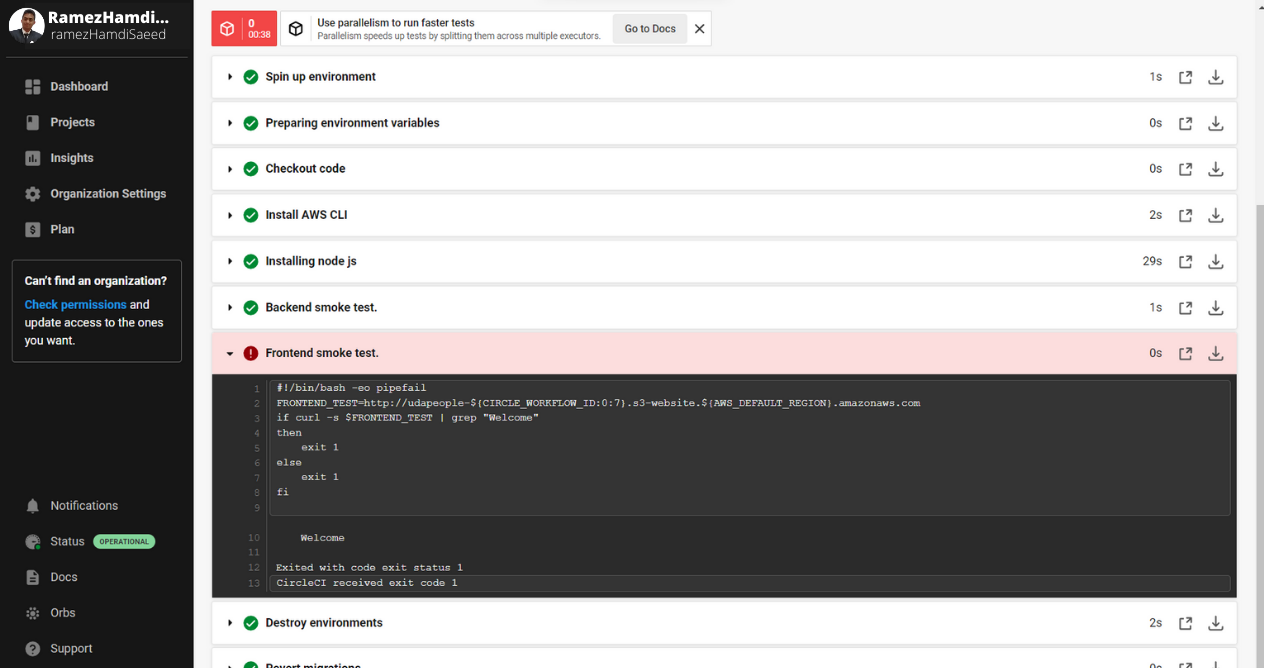 RamezHamdi...
ramezHamdiSaeed
Dashboard
Projects
Insights
Organization Settings
Plan
Can't find an organization?
Check permissions and
update access to the ones
you want.
Notifications
Status OPERATIONAL
Docs
Orbs
Support
0
00:38
Use parallelism to run faster tests
Parallelism speeds up tests by splitting them across multiple executors.
Go to Docs
Spin up environment 1s
Preparing environment variables 0s
Checkout code 0s
Install AWS CLI 2s
Installing node js 29s
Backend smoke test. 1s
Frontend smoke test. 0s
1 #!/bin/bash -eo pipefail
2 FRONTEND_TEST=http://udapeople-${CIRCLE_WORKFLOW_ID:0:7}.s3-website.${AWS_DEFAULT_REGION}.amazonaws.com
3 if curl -s $FRONTEND_TEST | grep "Welcome"
4 then
5 exit 1
6 else
7 exit 1
8 fi
9
10 Welcome
11
12 Exited with code exit status 1
13 CircleCI received exit code 1
Destroy environments 2s
Revert migrations 0s